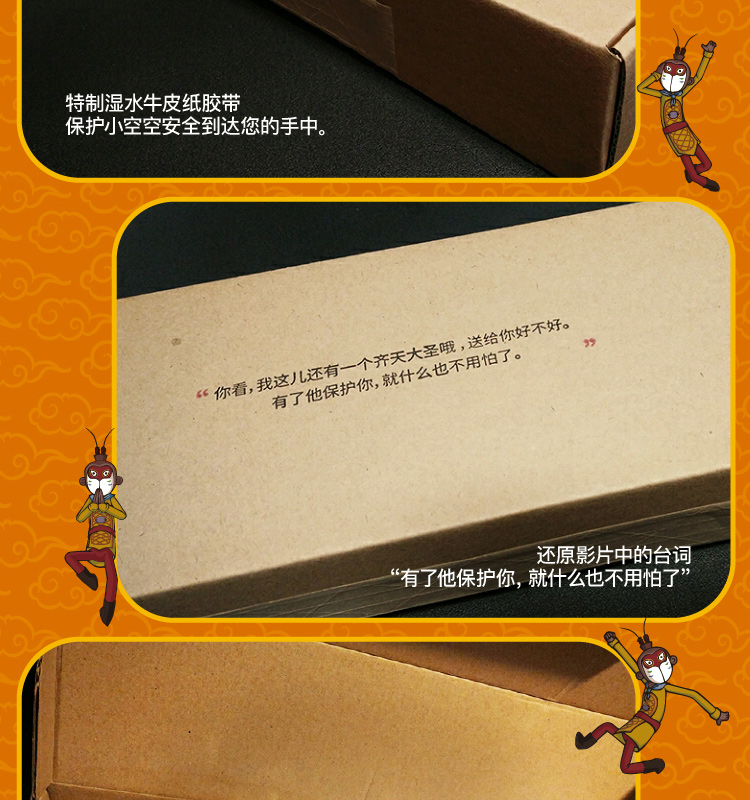 特制湿水牛皮纸胶带
保护小空空安全到达您的手中。
“你看，我这儿还有一个齐天大圣哦，送给你好不好。
有了他保护你，就什么也不用怕了。”
还原影片中的台词
“有了他保护你，就什么也不用怕了”